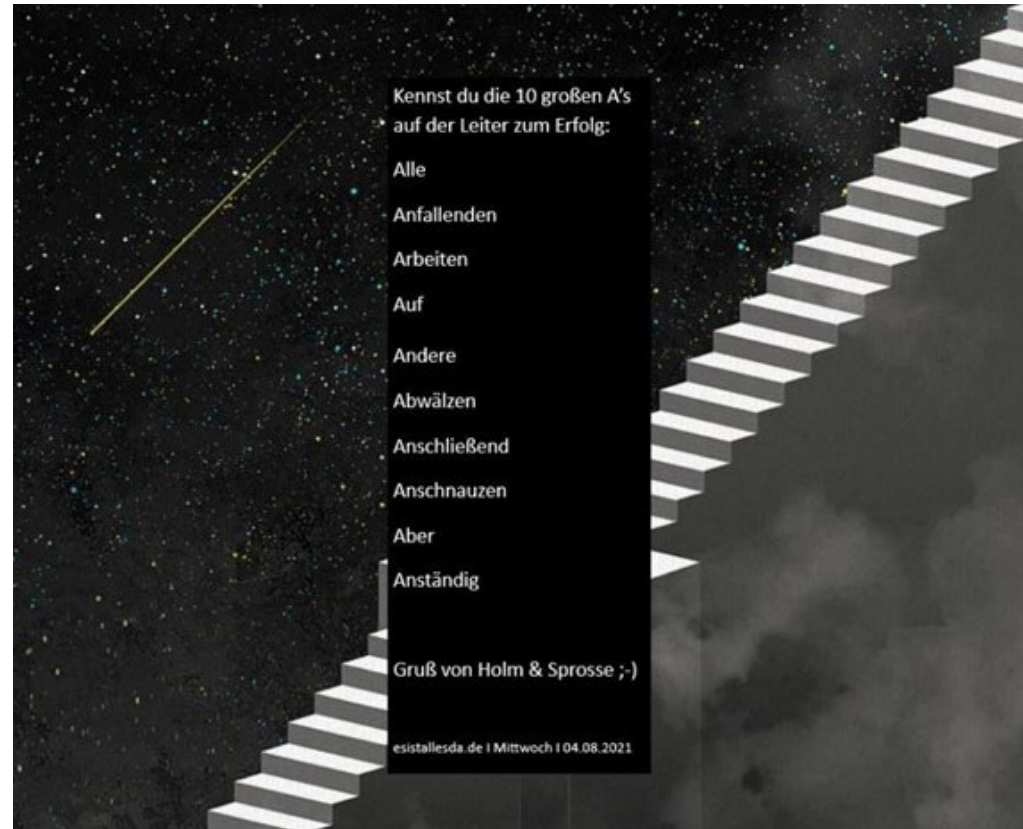 Kennst du die 10 großen A's
auf der Leiter zum Erfolg:
Alle
Anfallenden
Arbeiten
Auf
Andere
Abwälzen
Anschließend
Anschnauzen
Aber
Anständig
Gruß von Holm & Sprosse ;-)
esistallesda.de I Mittwoch I 04.08.2021